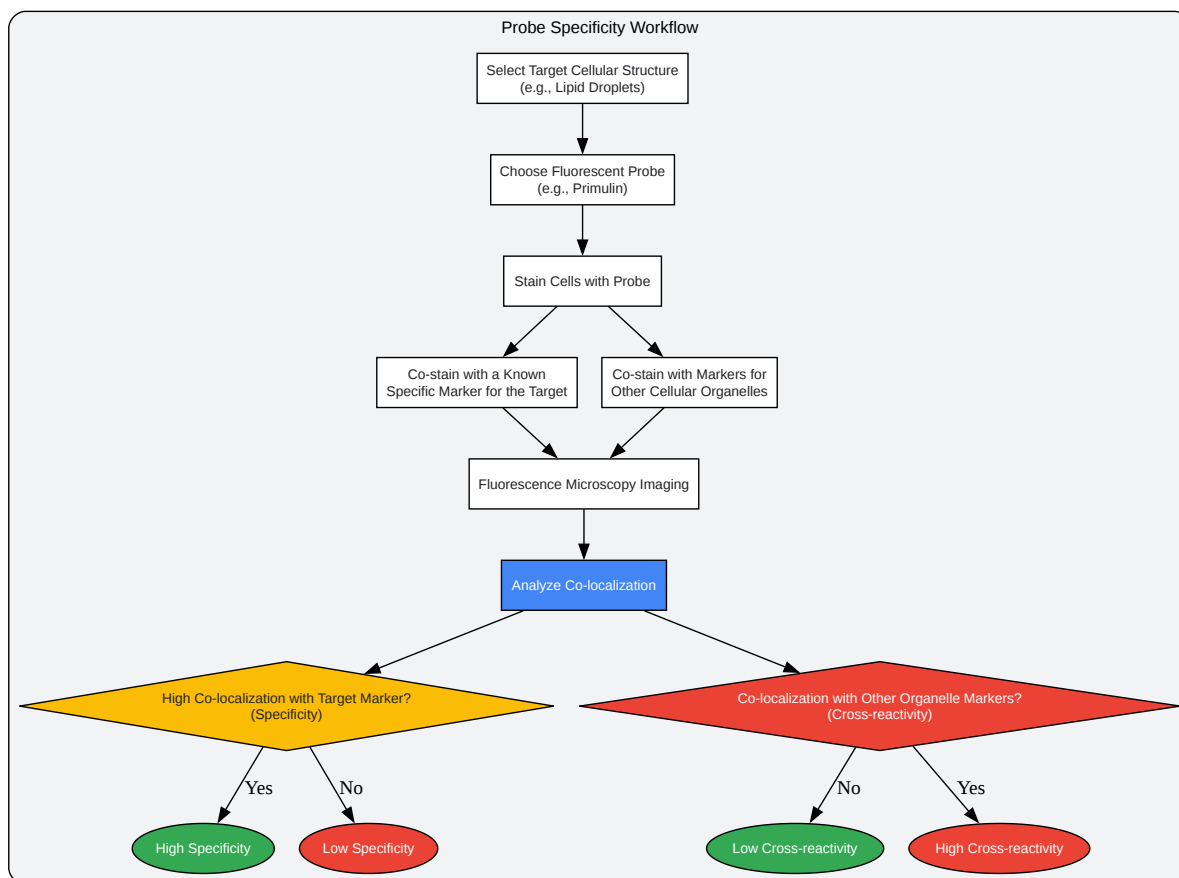 Probe Specificity Workflow
Select Target Cellular Structure
(e.g., Lipid Droplets)
Choose Fluorescent Probe
(e.g., Primulin)
Stain Cells with Probe
Co-stain with a Known
Specific Marker for the Target
Co-stain with Markers for
Other Cellular Organelles
Fluorescence Microscopy Imaging
Analyze Co-localization
High Co-localization with Target Marker?
(Specificity)
Co-localization with Other Organelle Markers?
(Cross-reactivity)
Yes
No
No
Yes
High Specificity
Low Specificity
Low Cross-reactivity
High Cross-reactivity